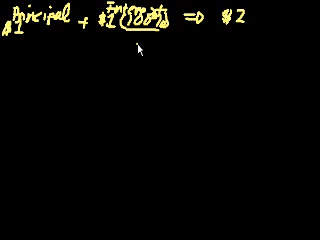 Principal Interest
$1 + $1 (100%) => $2